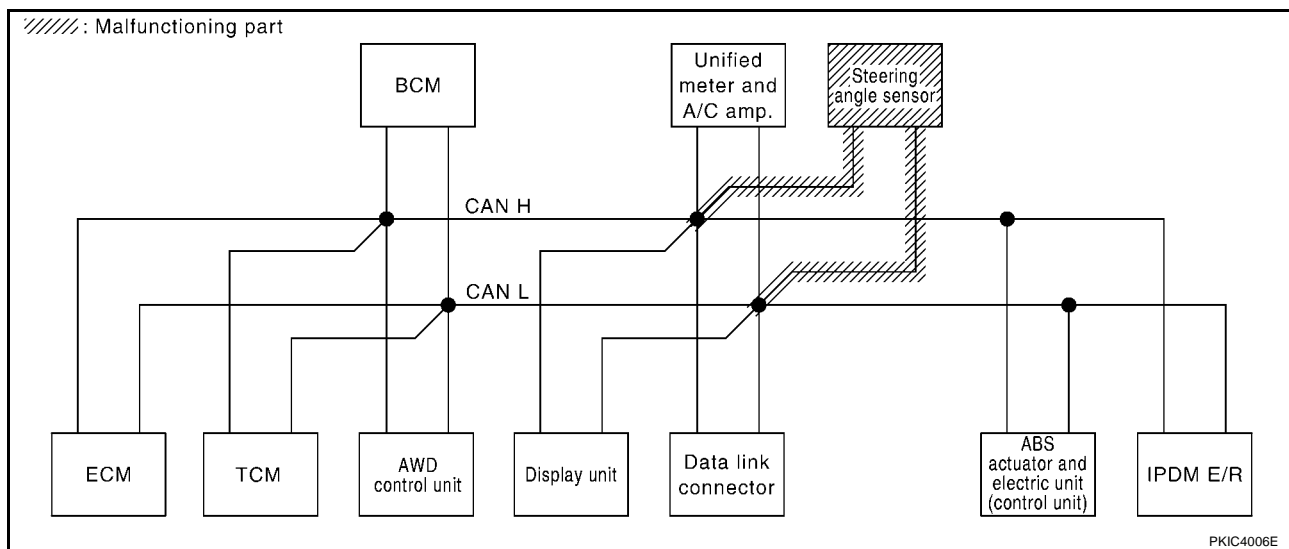 : Malfunctioning part
BCM
Unified
meter and
A/C amp.
Steering
angle sensor
CAN H
CAN L
ECM
TCM
AWD
control unit
Display unit
Data link
connector
ABS
actuator and
electric unit
(control unit)
IPDM E/R
PKIC4006E